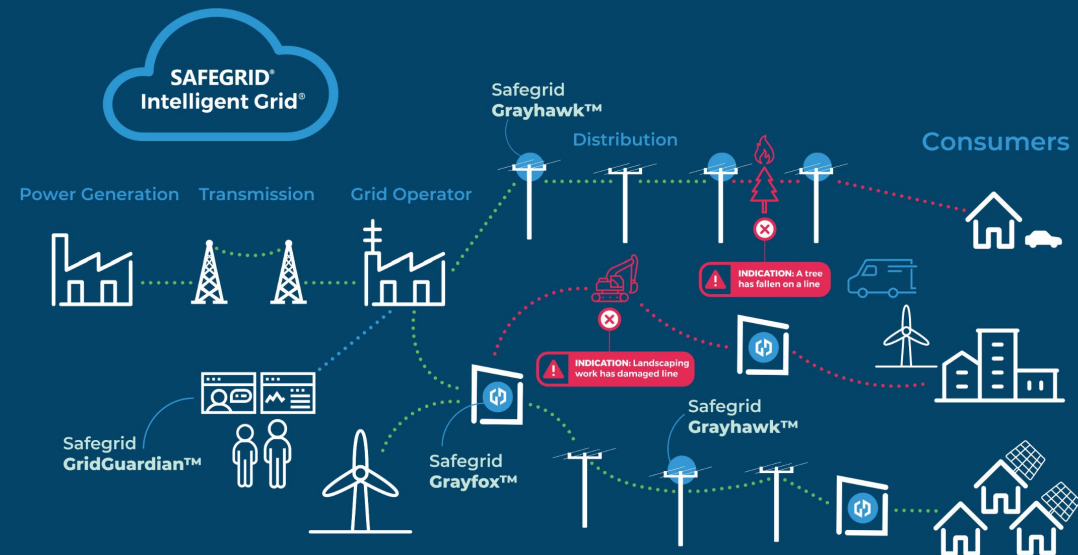 SAFEGRID®
Intelligent Grid®
Safegrid
Grayhawk™
Distribution
Consumers
Power Generation
Transmission
Grid Operator
INDICATION: A tree
has fallen on a line
INDICATION: Landscaping
work has damaged line
Safegrid
GridGuardian™
Safegrid
Grayfox™
Safegrid
Grayhawk™